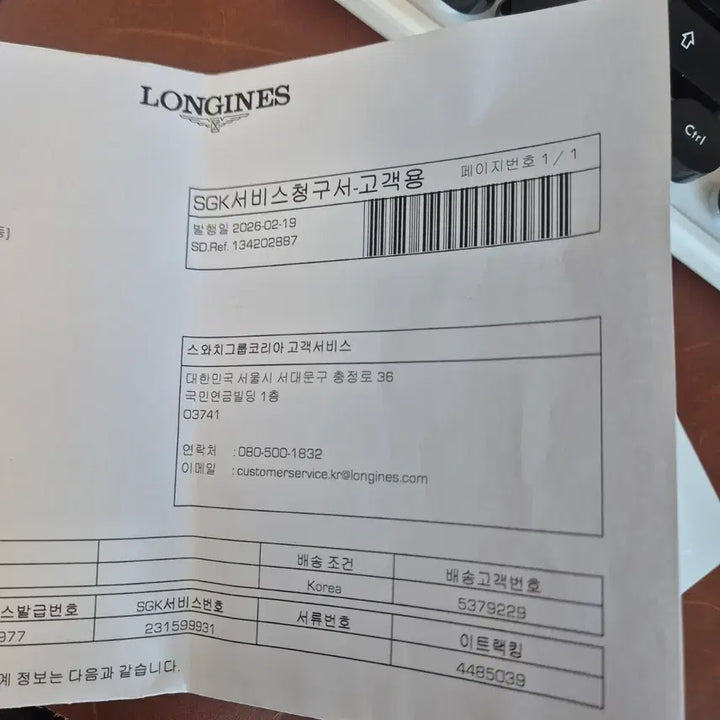 LONGINES
SGK서비스청구서-고객용
페이지번호 1 / 1
발행일 2026-02-19
SD.Ref. 134202887
스와치그룹코리아 고객서비스
대한민국 서울시 서대문구 충정로 36
국민연금빌딩 1층
03741
연락처 : 080-500-1832
이메일 : customerservice.kr@longines.com
배송 조건 배송고객번호
Korea 5379229
스발급번호 SGK서비스번호 서류번호 이트랙킹
977 231599931 4485039
계 정보는 다음과 같습니다.
Ctrl